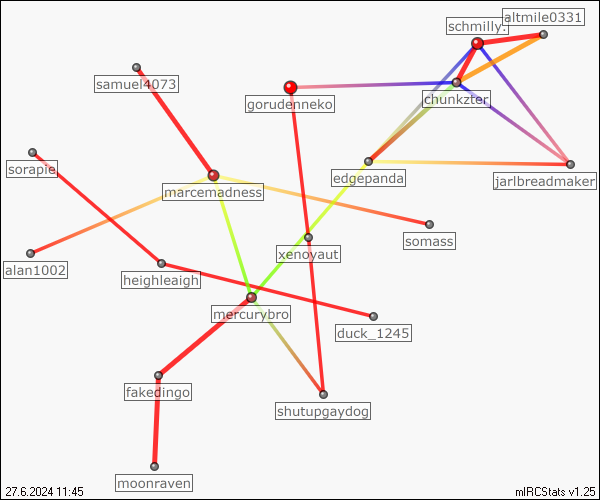 altmile0331
schmilly.
samuel4073
chunkzter
gorudenneko
sorapie
edgepanda
jarlbreadmaker
marcemadness
somass
xenoyaut
alan1002
heighleaigh
mercurybro
duck_1245
fakedingo
shutupgaydog
moonraven
27.6.2024 11:45
mIRCStats v1.25